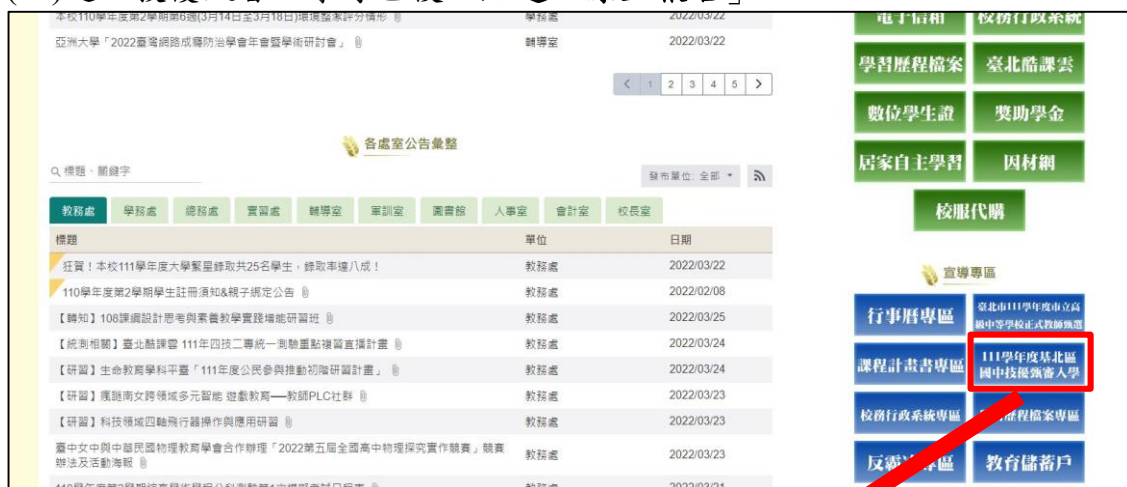 本校110學年度第2學期第6週(3月14日至3月18日)環境整潔評分情形 學務處 2022/03/22
亞洲大學「2022臺灣網路成癮防治學會年會暨學術研討會」 輔導室 2022/03/22
1 2 3 4 5
各處室公告彙整
標題、關鍵字
發布單位: 全部
教務處 學務處 總務處 實習處 輔導室 軍訓室 圖書館 人事室 會計室 校長室
標題 單位 日期
狂賀！本校111學年度大學繁星錄取共25名學生，錄取率達八成！ 教務處 2022/03/22
110學年度第2學期學生註冊須知&親子綁定公告 教務處 2022/02/08
【轉知】108課綱設計思考與素養教學實踐增能研習班 教務處 2022/03/25
【統測相關】臺北酷課雲 111年四技二專統一測驗重點複習直播計畫 教務處 2022/03/24
【研習】生命教育學科平臺「111年度公民參與推動初階研習計畫」 教務處 2022/03/24
【研習】瘋謎南女跨領域多元智能 遊戲教育──教師PLC社群 教務處 2022/03/23
【研習】科技領域四軸飛行器操作與應用研習 教務處 2022/03/23
臺中女中與中華民國物理教育學會合作辦理「2022第五屆全國高中物理探究實作競賽」競賽
辦法及活動海報 教務處 2022/03/23
電子信箱 校務行政系統
學習歷程檔案 臺北酷課雲
數位學生證 獎助學金
居家自主學習 因材網
校服代購
宣導專區
行事曆專區
臺北市111學年度市立高
級中等學校正式教師甄選
課程計畫書專區
111學年度基北區
國中技優甄審入學
校務行政系統專區 歷程檔案專區
教育儲蓄戶